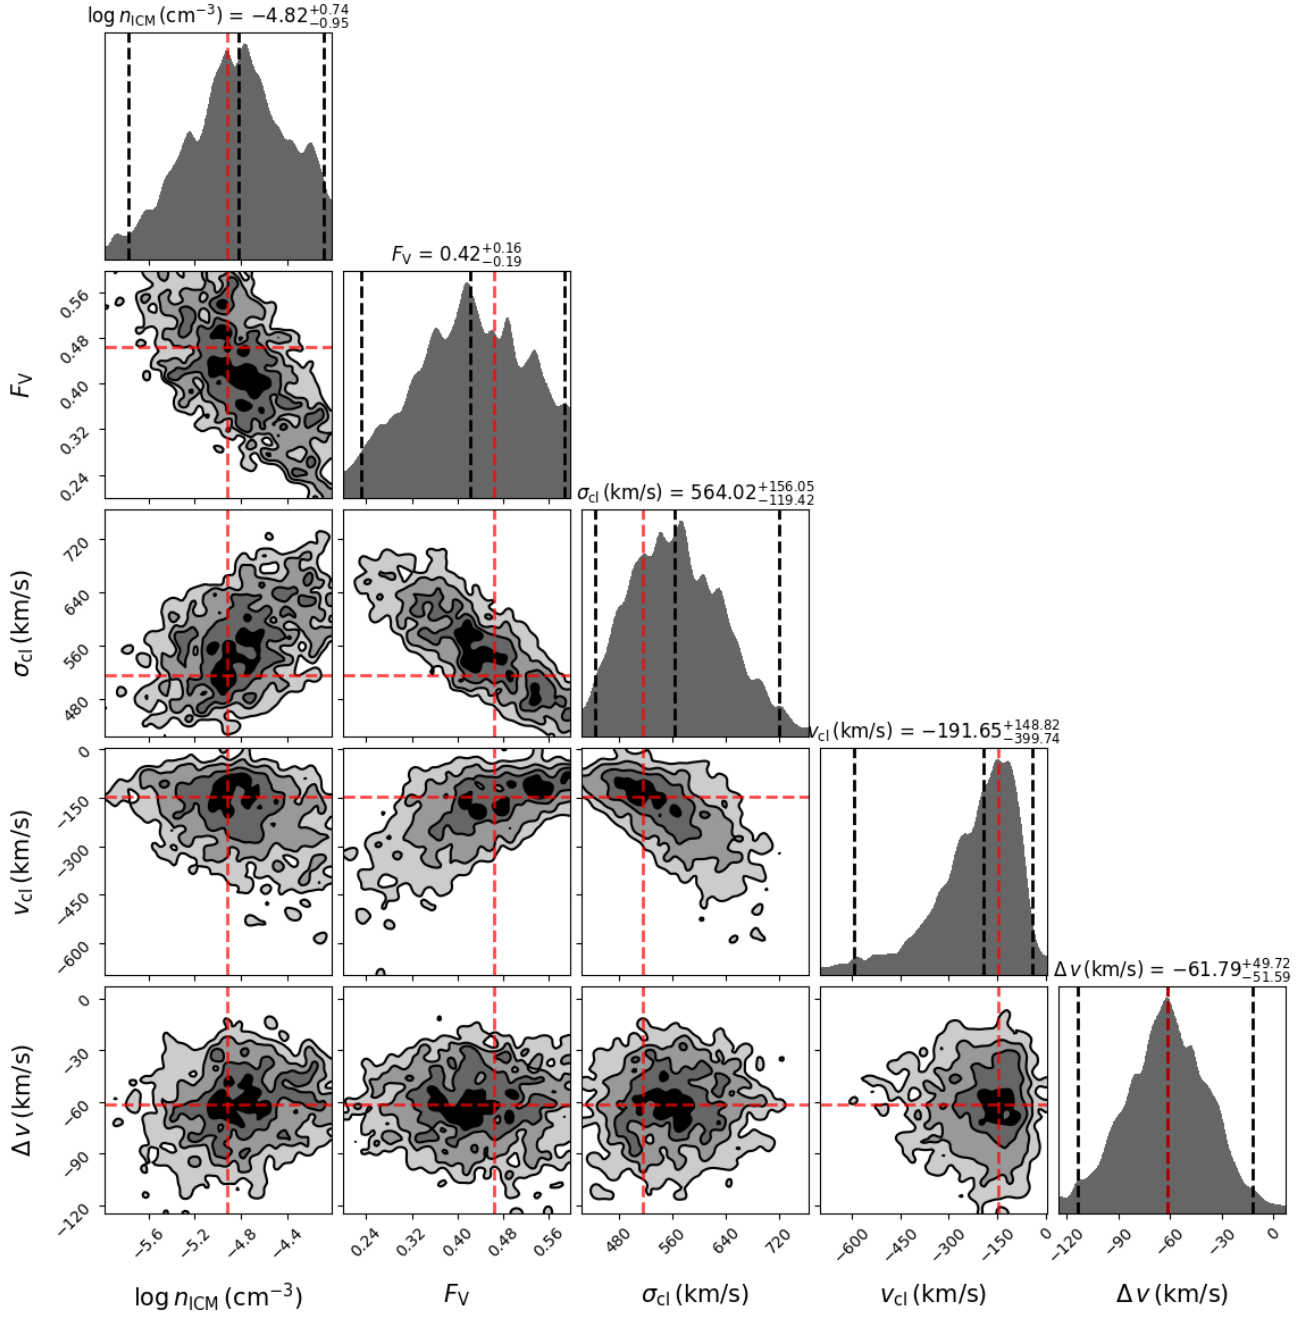 log n_ICM (cm⁻³) = −4.82 +0.74 −0.95
F_V = 0.42 +0.16 −0.19
0.56
0.48
0.40
0.32
0.24
F_V
σ_cl (km/s) = 564.02 +156.05 −119.42
720
640
560
480
σ_cl (km/s)
v_cl (km/s) = −191.65 +148.82 −399.74
0
−150
−300
−450
−600
v_cl (km/s)
Δ v (km/s) = −61.79 +49.72 −51.59
0
−30
−60
−90
−120
Δ v (km/s)
−5.6 −5.2 −4.8 −4.4 0.24 0.32 0.40 0.48 0.56 480 560 640 720 −600 −450 −300 −150 0 −120 −90 −60 −30 0
log n_ICM (cm⁻³) F_V σ_cl (km/s) v_cl (km/s) Δ v (km/s)